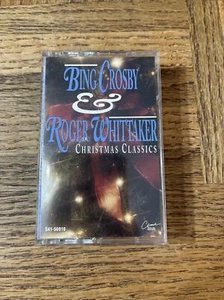 BING CROSBY
&
ROGER WHITTAKER
CHRISTMAS CLASSICS